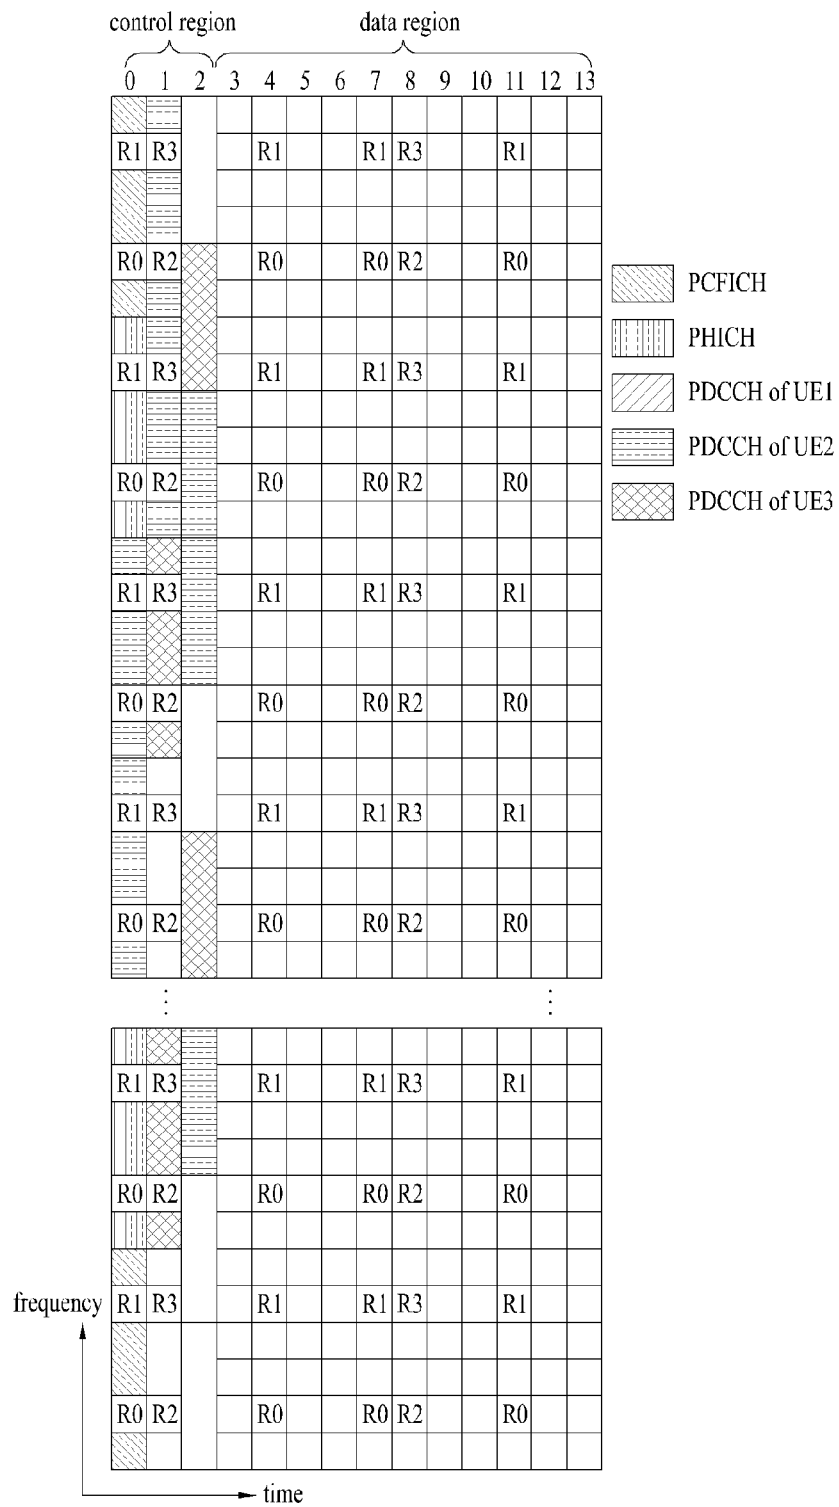 control region data region
0 1 2 3 4 5 6 7 8 9 10 11 12 13
R1 R3 R1 R1 R3 R1
R0 R2 R0 R0 R2 R0
PCFICH
PHICH
R1 R3 R1 R1 R3 R1
PDCCH of UE1
PDCCH of UE2
R0 R2 R0 R0 R2 R0
PDCCH of UE3
R1 R3 R1 R1 R3 R1
R0 R2 R0 R0 R2 R0
R1 R3 R1 R1 R3 R1
R0 R2 R0 R0 R2 R0
R1 R3 R1 R1 R3 R1
R0 R2 R0 R0 R2 R0
frequency R1 R3 R1 R1 R3 R1
R0 R2 R0 R0 R2 R0
time